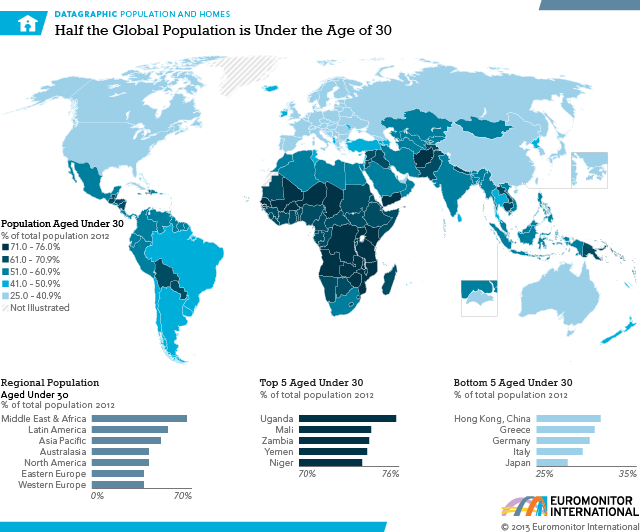 DATAGRAPHIC POPULATION AND HOMES
Half the Global Population is Under the Age of 30
Population Aged Under 30
% of total population 2012
71.0 - 76.0%
61.0 - 70.9%
51.0 - 60.9%
41.0 - 50.9%
25.0 - 40.9%
Not Illustrated
Regional Population
Aged Under 30
% of total population 2012
Middle East & Africa
Latin America
Asia Pacific
Australasia
North America
Eastern Europe
Western Europe
0% 70%
Top 5 Aged Under 30
% of total population 2012
Uganda
Mali
Zambia
Yemen
Niger
70% 76%
Bottom 5 Aged Under 30
% of total population 2012
Hong Kong, China
Greece
Germany
Italy
Japan
25% 35%
EUROMONITOR
INTERNATIONAL
© 2013 Euromonitor International